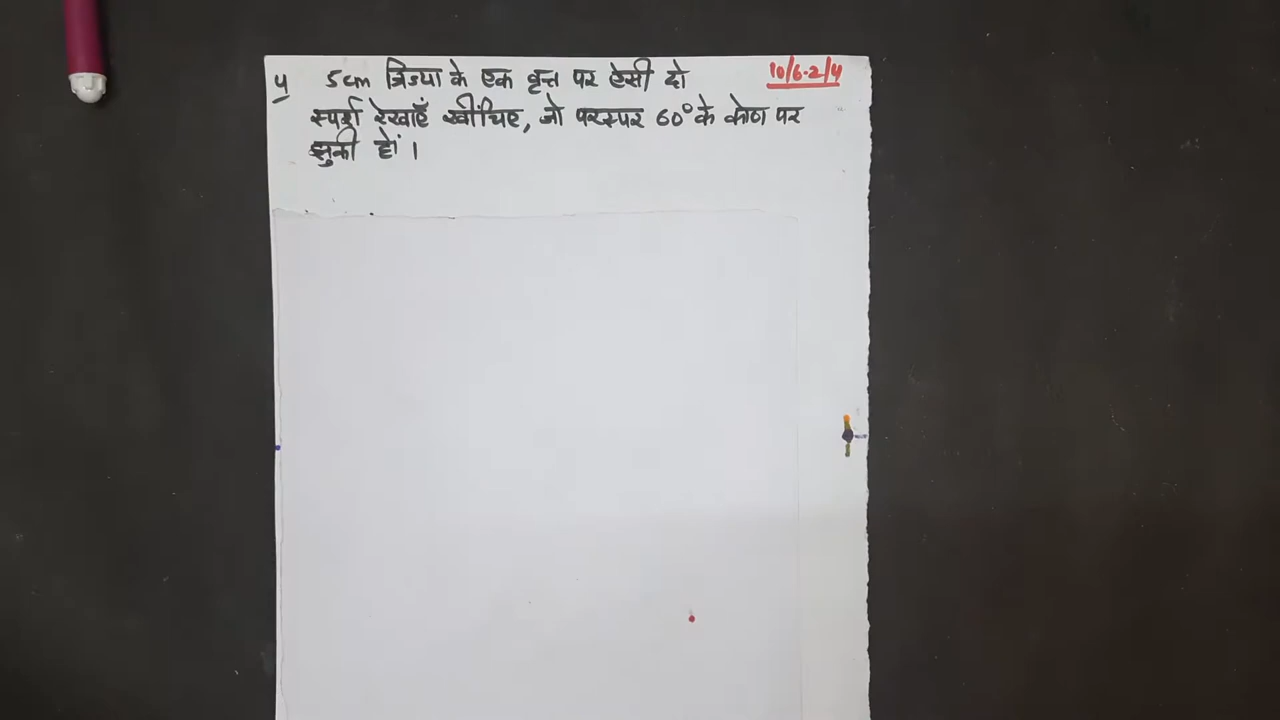 4 5cm त्रिज्या के एक वृत्त पर ऐसी दो 10/6.2/4
स्पर्श रेखाएँ खींचिए, जो परस्पर 60° के कोण पर
झुकी हों।